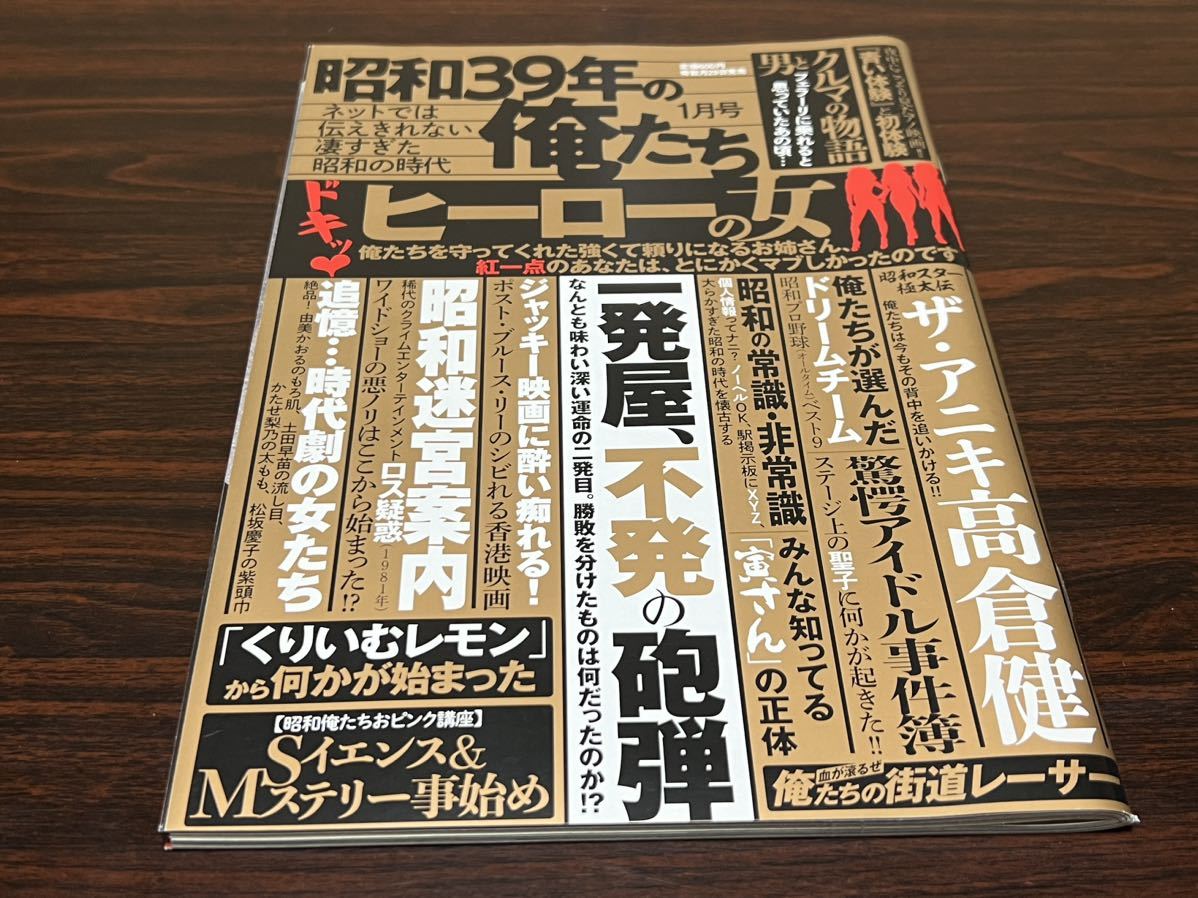 昭和39年の
俺たち
1月号
ネットでは
伝えきれない
凄すぎた
昭和の時代
定価600円
男とクルマの物語
フェラーリに乗れると
思っていたあの頃…
「青い体験」と初体験
ドキッ
ヒーローの女
俺たちを守ってくれた強くて頼りになるお姉さん、
紅一点のあなたは、とにかくマブしかったのです
昭和スター
極太伝
ザ・アニキ高倉健
俺たちは今もその背中を追いかける!!
俺たちが選んだ
ドリームチーム
昭和プロ野球(オールタイム)ベスト9
驚愕アイドル事件簿
ステージ上の聖子に何かが起きた!!
昭和の常識・非常識
個人情報ってナニ?ノーヘルOK、駅掲示板にXYZ、
大らかすぎた昭和の時代を懐古する
みんな知ってる
「寅さん」の正体
一発屋、不発の砲弾
なんとも味わい深い運命の二発目。勝敗を分けたものは何だったのか!?
ジャッキー映画に酔い痴れる!
ポスト・ブルース・リーのシビれる香港映画
昭和迷宮案内
稀代のクライムエンターテインメント ロス疑惑(1981年)
ワイドショーの悪ノリはここから始まった!?
追憶…時代劇の女たち
絶品!由美かおるのもろ肌、土田早苗の流し目、
かたせ梨乃の太もも、松坂慶子の紫頭巾
「くりいむレモン」
から何かが始まった
【昭和俺たちおピンク講座】
Sイエンス&
Mステリー事始め
血が滾るぜ
俺たちの街道レーサー